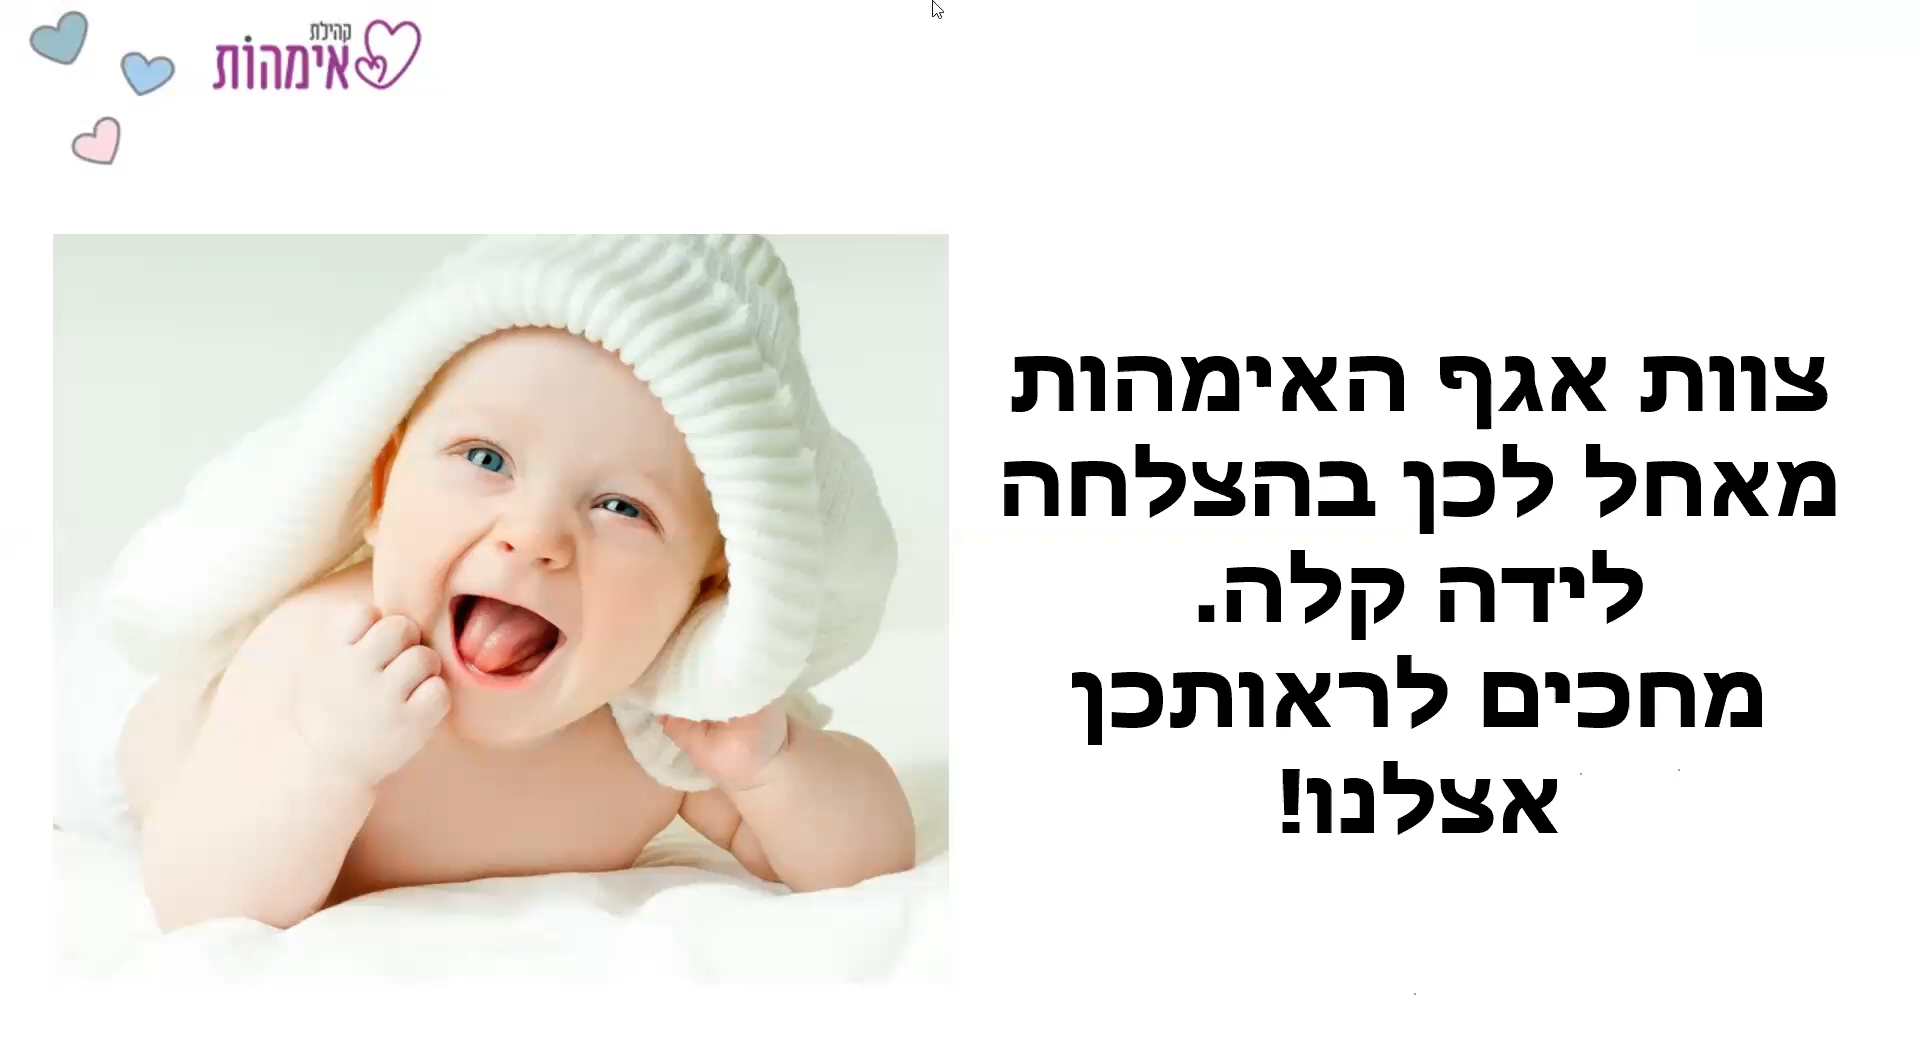 קהילת
אימהות
צוות אגף האימהות
מאחל לכן בהצלחה
לידה קלה.
מחכים לראותכן
אצלנו!